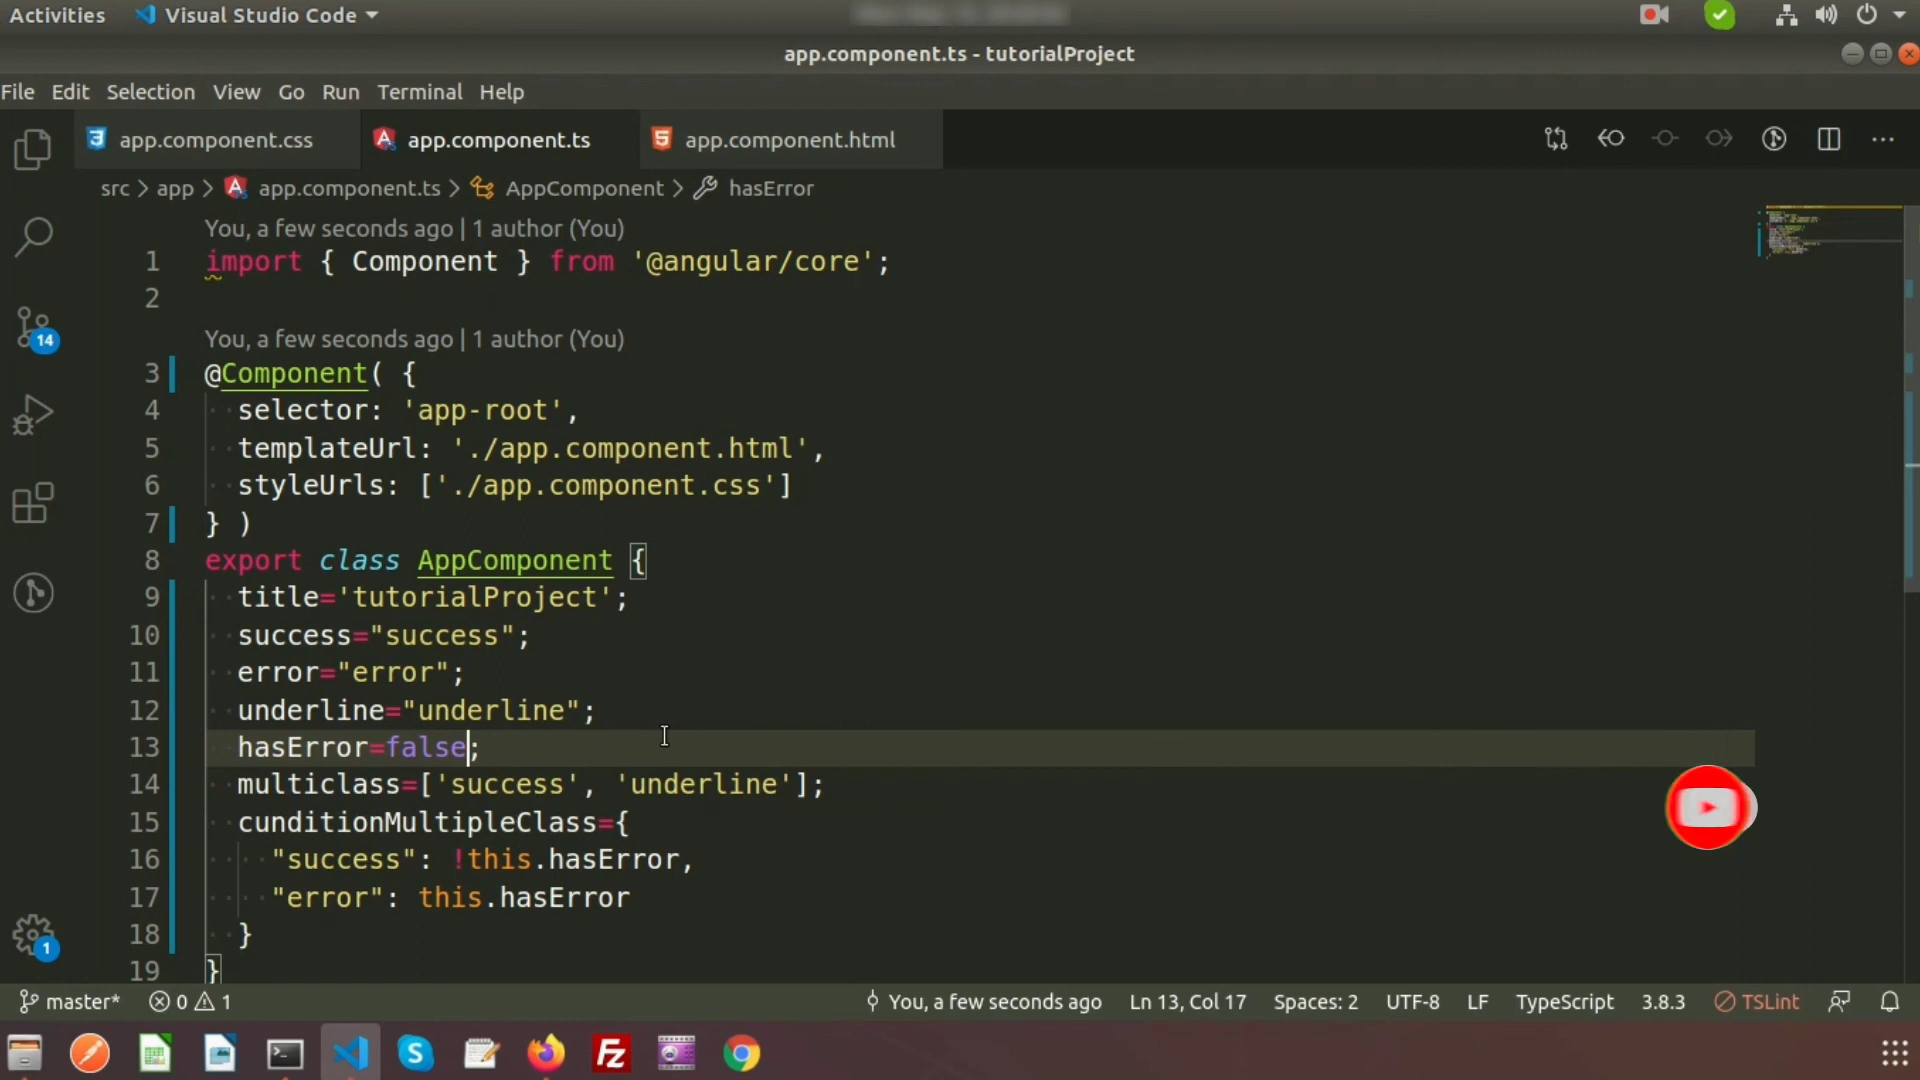 Activities Visual Studio Code
app.component.ts - tutorialProject
File Edit Selection View Go Run Terminal Help
app.component.css app.component.ts app.component.html
src > app > app.component.ts > AppComponent > hasError
You, a few seconds ago | 1 author (You)
1 import { Component } from '@angular/core';
2
You, a few seconds ago | 1 author (You)
3 @Component( {
4 selector: 'app-root',
5 templateUrl: './app.component.html',
6 styleUrls: ['./app.component.css']
7 } )
8 export class AppComponent {
9 title='tutorialProject';
10 success="success";
11 error="error";
12 underline="underline";
13 hasError=false;
14 multiclass=['success', 'underline'];
15 cunditionMultipleClass={
16 "success": !this.hasError,
17 "error": this.hasError
18 }
19 }
14
1
master* 0 1 You, a few seconds ago Ln 13, Col 17 Spaces: 2 UTF-8 LF TypeScript 3.8.3 TSLint